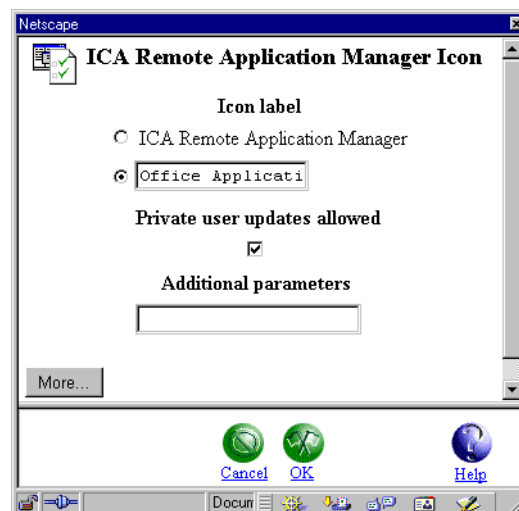 Netscape
ICA Remote Application Manager Icon
Icon label
ICA Remote Application Manager
Office Applicati
Private user updates allowed
Additional parameters
More...
Cancel OK Help
Docum